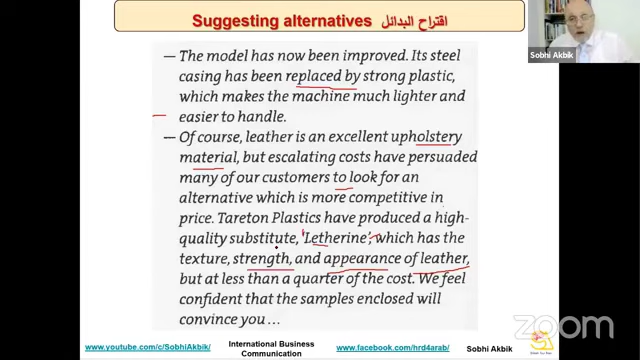 Suggesting alternatives اقتراح البدائل
Sobhi Akbik
— The model has now been improved. Its steel
casing has been replaced by strong plastic,
which makes the machine much lighter and
easier to handle.
— Of course, leather is an excellent upholstery
material, but escalating costs have persuaded
many of our customers to look for an
alternative which is more competitive in
price. Tareton Plastics have produced a high-
quality substitute, ‘Letherine’, which has the
texture, strength, and appearance of leather,
but at less than a quarter of the cost. We feel
confident that the samples enclosed will
convince you…
zoom
www.youtube.com/c/SobhiAkbik
International Business
Communication
www.facebook.com/hrd4arab/
Sobhi Akbik